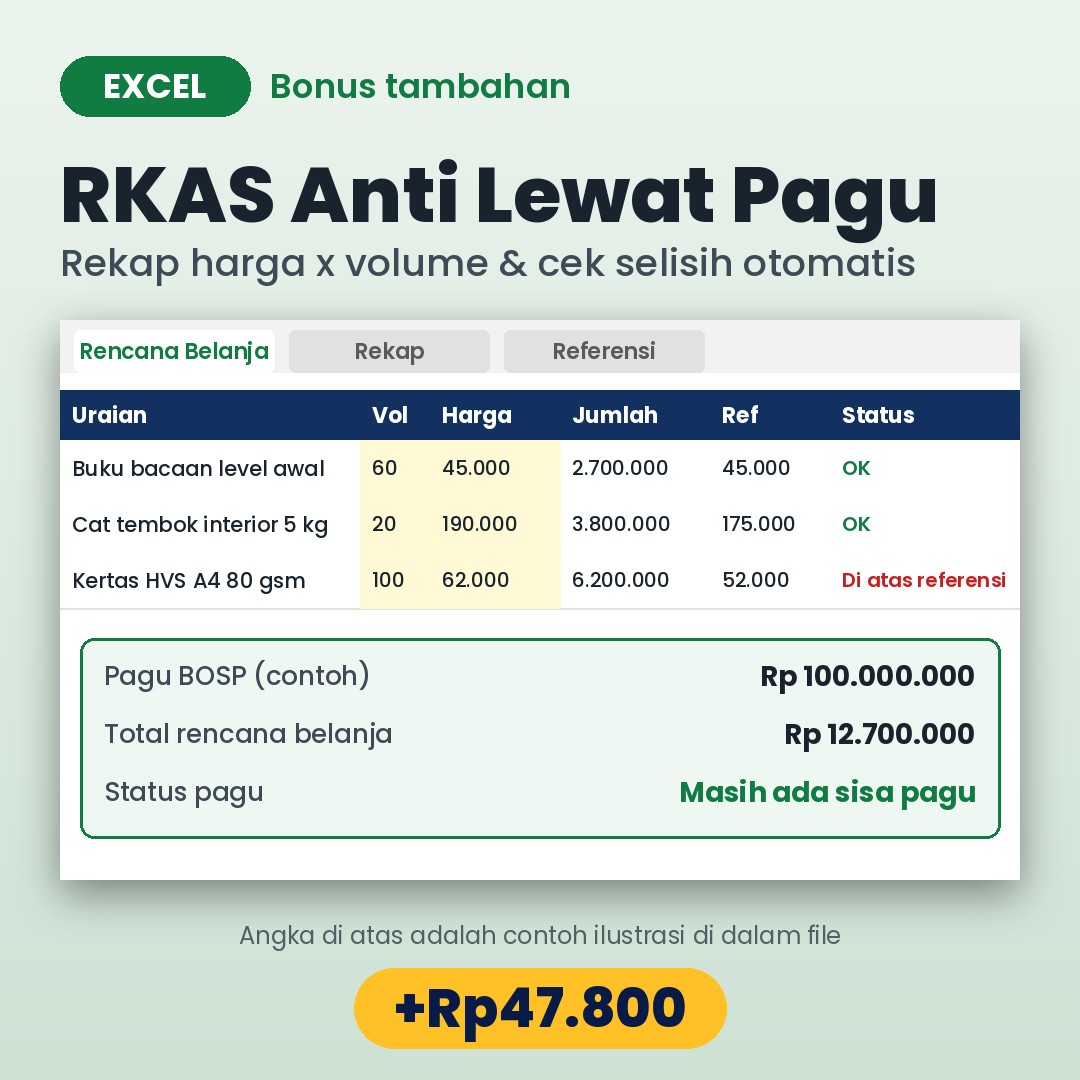 EXCEL Bonus tambahan
RKAS Anti Lewat Pagu
Rekap harga x volume & cek selisih otomatis
Rencana Belanja Rekap Referensi
Uraian Vol Harga Jumlah Ref Status
Buku bacaan level awal 60 45.000 2.700.000 45.000 OK
Cat tembok interior 5 kg 20 190.000 3.800.000 175.000 OK
Kertas HVS A4 80 gsm 100 62.000 6.200.000 52.000 Di atas referensi
Pagu BOSP (contoh) Rp 100.000.000
Total rencana belanja Rp 12.700.000
Status pagu Masih ada sisa pagu
Angka di atas adalah contoh ilustrasi di dalam file
+Rp47.800